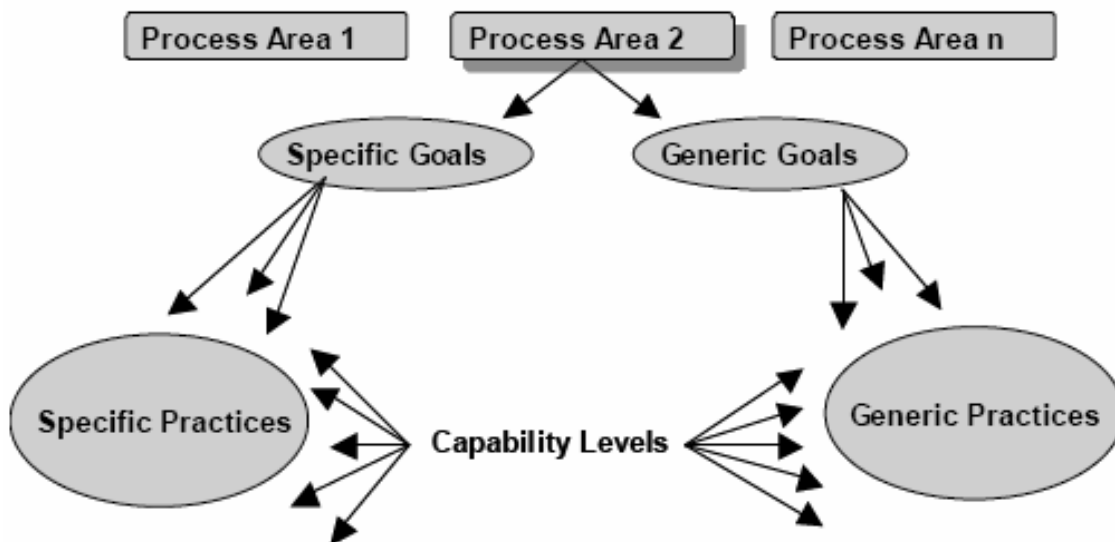 Process Area 1
Process Area 2
Process Area n
Specific Goals
Generic Goals
Specific Practices
Capability Levels
Generic Practices